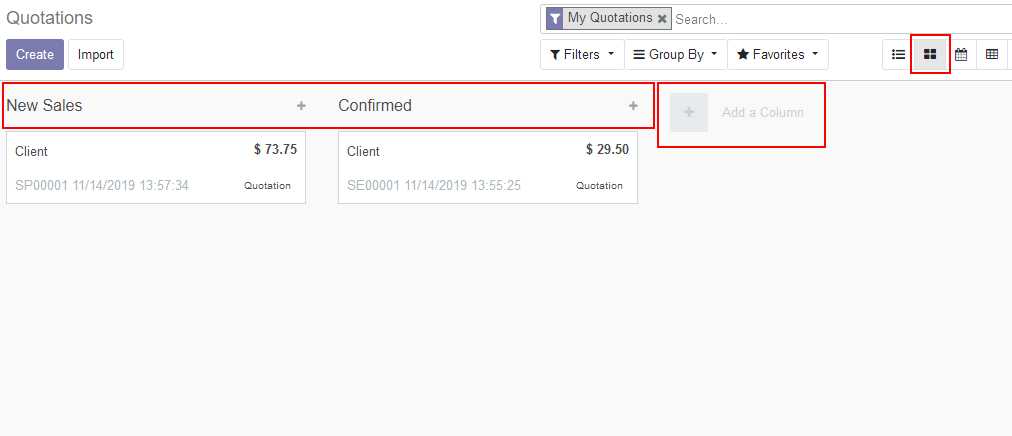 Quotations
My Quotations Search...
Create Import Filters Group By Favorites
New Sales + Confirmed + + Add a Column
Client $ 73.75
SP00001 11/14/2019 13:57:34 Quotation
Client $ 29.50
SE00001 11/14/2019 13:55:25 Quotation